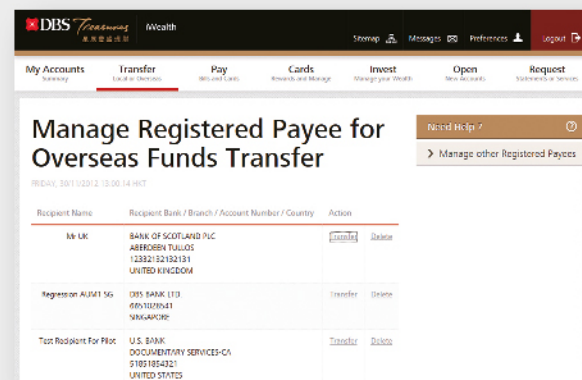 DBS Treasures iWealth
Sitemap Messages Preferences Logout
My Accounts Transfer Pay Cards Invest Open Request
Summary Local or Overseas Bills and Cards Rewards and Manage Manage your Wealth New Accounts Statements or Services
Manage Registered Payee for
Overseas Funds Transfer
Need Help ?
Manage other Registered Payees
FRIDAY, 30/11/2012 13:00:14 HKT
Recipient Name Recipient Bank / Branch / Account Number / Country Action
Mr UK BANK OF SCOTLAND PLC Transfer Delete
ABERDEEN TULLOS
12332132132131
UNITED KINGDOM
Regression AUM1 SG DBS BANK LTD Transfer Delete
SINGAPORE
Test Recipient For Pilot U.S. BANK Transfer Delete
DOCUMENTARY SERVICES-CA
51851854321
UNITED STATES